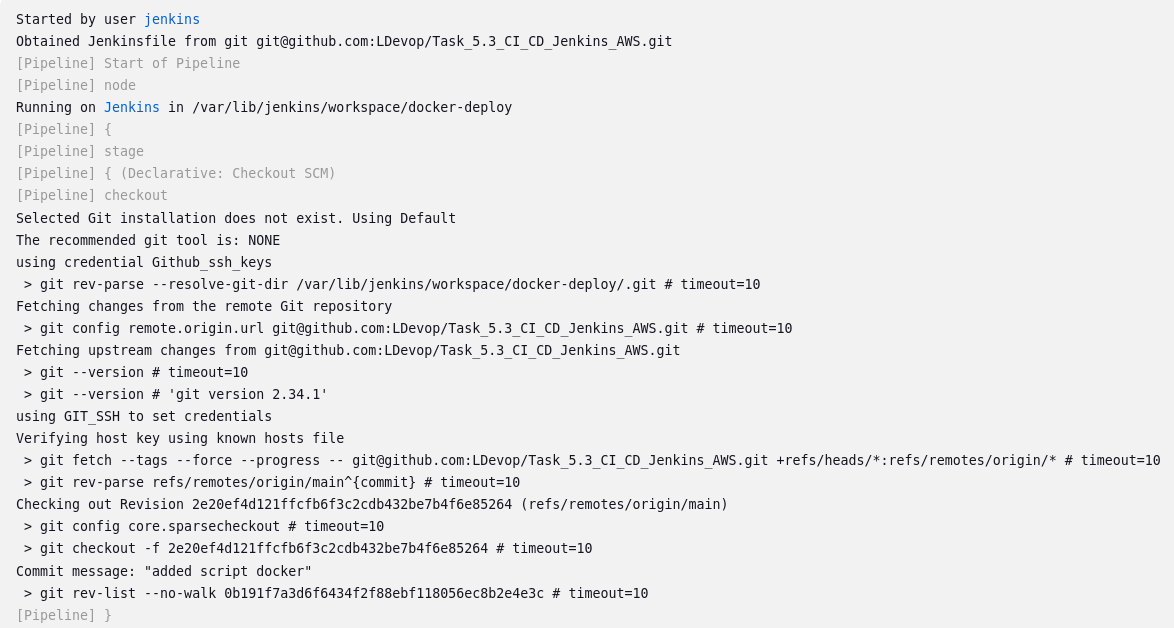 Started by user jenkins
Obtained Jenkinsfile from git git@github.com:LDevop/Task_5.3_CI_CD_Jenkins_AWS.git
[Pipeline] Start of Pipeline
[Pipeline] node
Running on Jenkins in /var/lib/jenkins/workspace/docker-deploy
[Pipeline] {
[Pipeline] stage
[Pipeline] { (Declarative: Checkout SCM)
[Pipeline] checkout
Selected Git installation does not exist. Using Default
The recommended git tool is: NONE
using credential Github_ssh_keys
 > git rev-parse --resolve-git-dir /var/lib/jenkins/workspace/docker-deploy/.git # timeout=10
Fetching changes from the remote Git repository
 > git config remote.origin.url git@github.com:LDevop/Task_5.3_CI_CD_Jenkins_AWS.git # timeout=10
Fetching upstream changes from git@github.com:LDevop/Task_5.3_CI_CD_Jenkins_AWS.git
 > git --version # timeout=10
 > git --version # 'git version 2.34.1'
using GIT_SSH to set credentials 
Verifying host key using known hosts file
 > git fetch --tags --force --progress -- git@github.com:LDevop/Task_5.3_CI_CD_Jenkins_AWS.git +refs/heads/*:refs/remotes/origin/* # timeout=10
 > git rev-parse refs/remotes/origin/main^{commit} # timeout=10
Checking out Revision 2e20ef4d121ffcfb6f3c2cdb432be7b4f6e85264 (refs/remotes/origin/main)
 > git config core.sparsecheckout # timeout=10
 > git checkout -f 2e20ef4d121ffcfb6f3c2cdb432be7b4f6e85264 # timeout=10
Commit message: "added script docker"
 > git rev-list --no-walk 0b191f7a3d6f6434f2f88ebf118056ec8b2e4e3c # timeout=10
[Pipeline] }